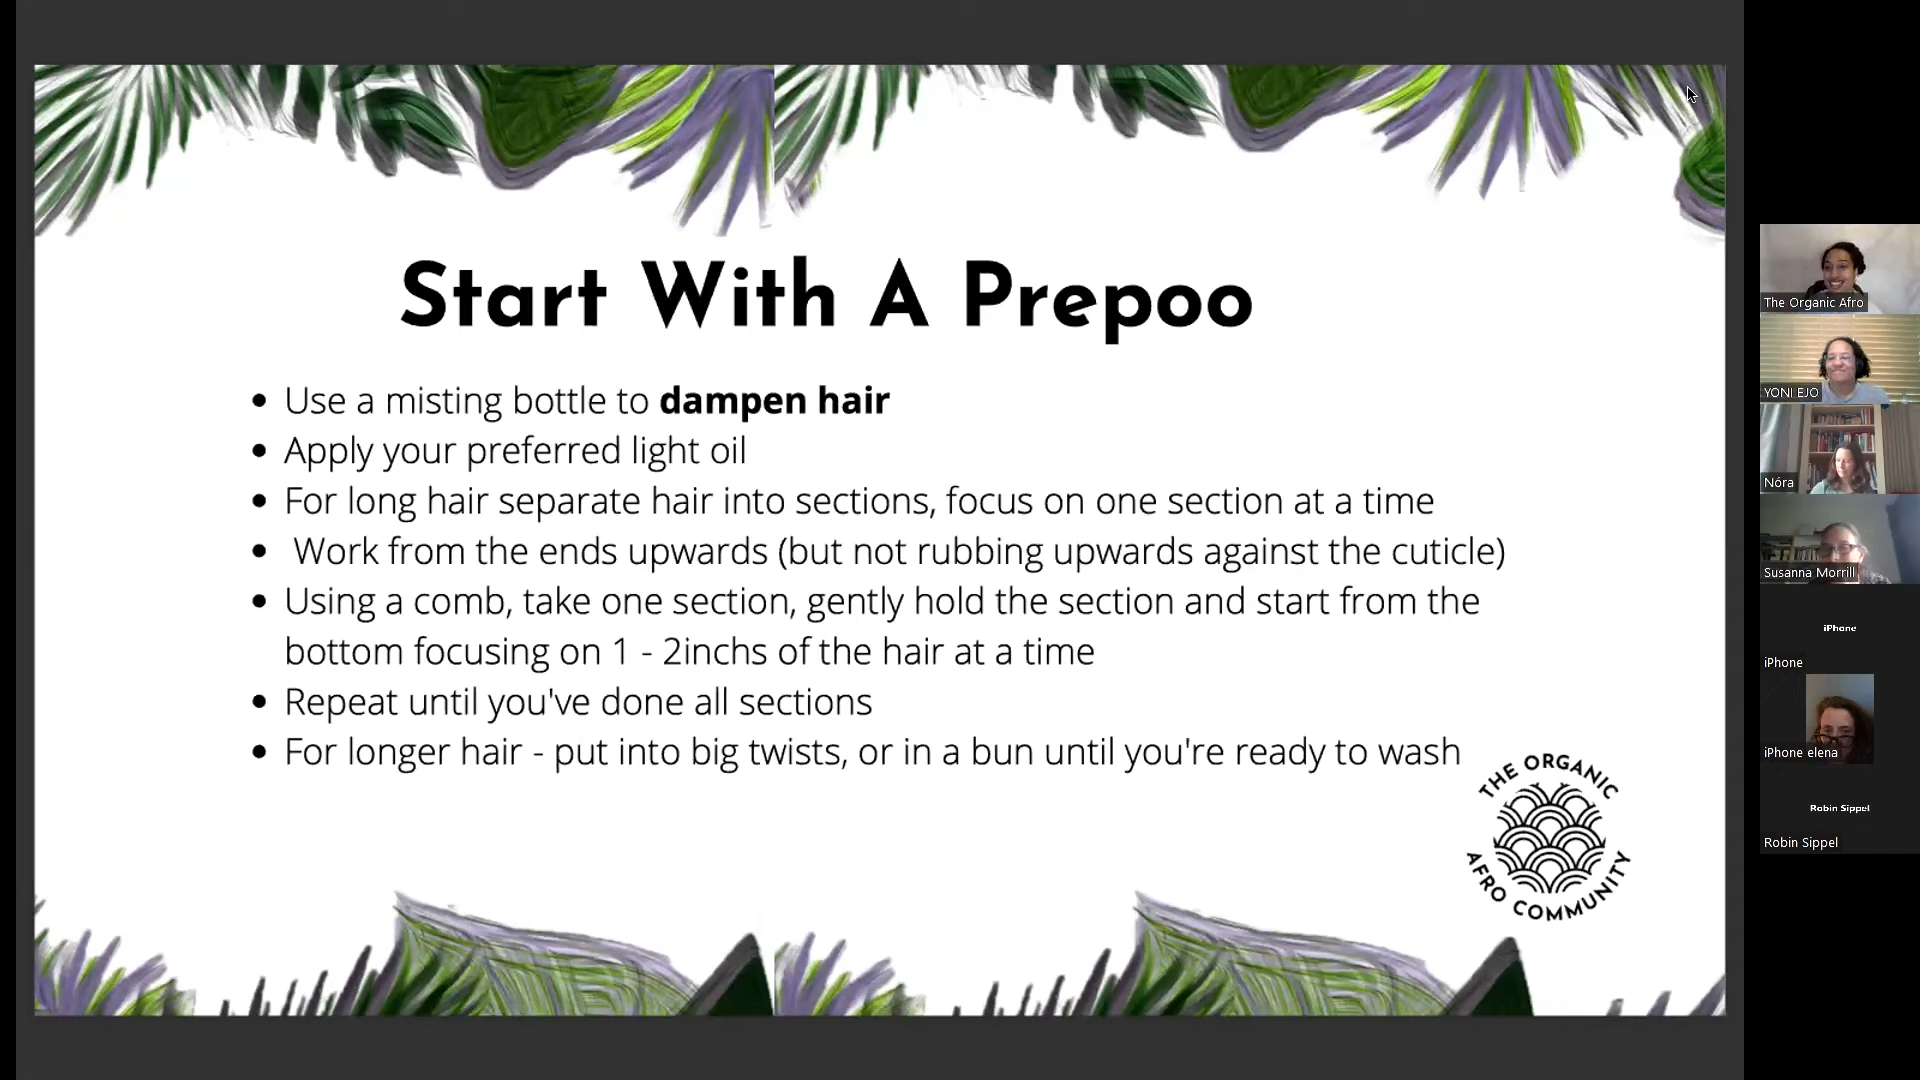 Start With A Prepoo
Use a misting bottle to dampen hair
Apply your preferred light oil
For long hair separate hair into sections, focus on one section at a time
Work from the ends upwards (but not rubbing upwards against the cuticle)
Using a comb, take one section, gently hold the section and start from the
bottom focusing on 1 - 2inchs of the hair at a time
Repeat until you've done all sections
For longer hair - put into big twists, or in a bun until you're ready to wash
THE ORGANIC
AFRO COMMUNITY
The Organic Afro
YONI EJO
Nóra
Susanna Morrill
iPhone
iPhone
iPhone elena
Robin Sippel
Robin Sippel